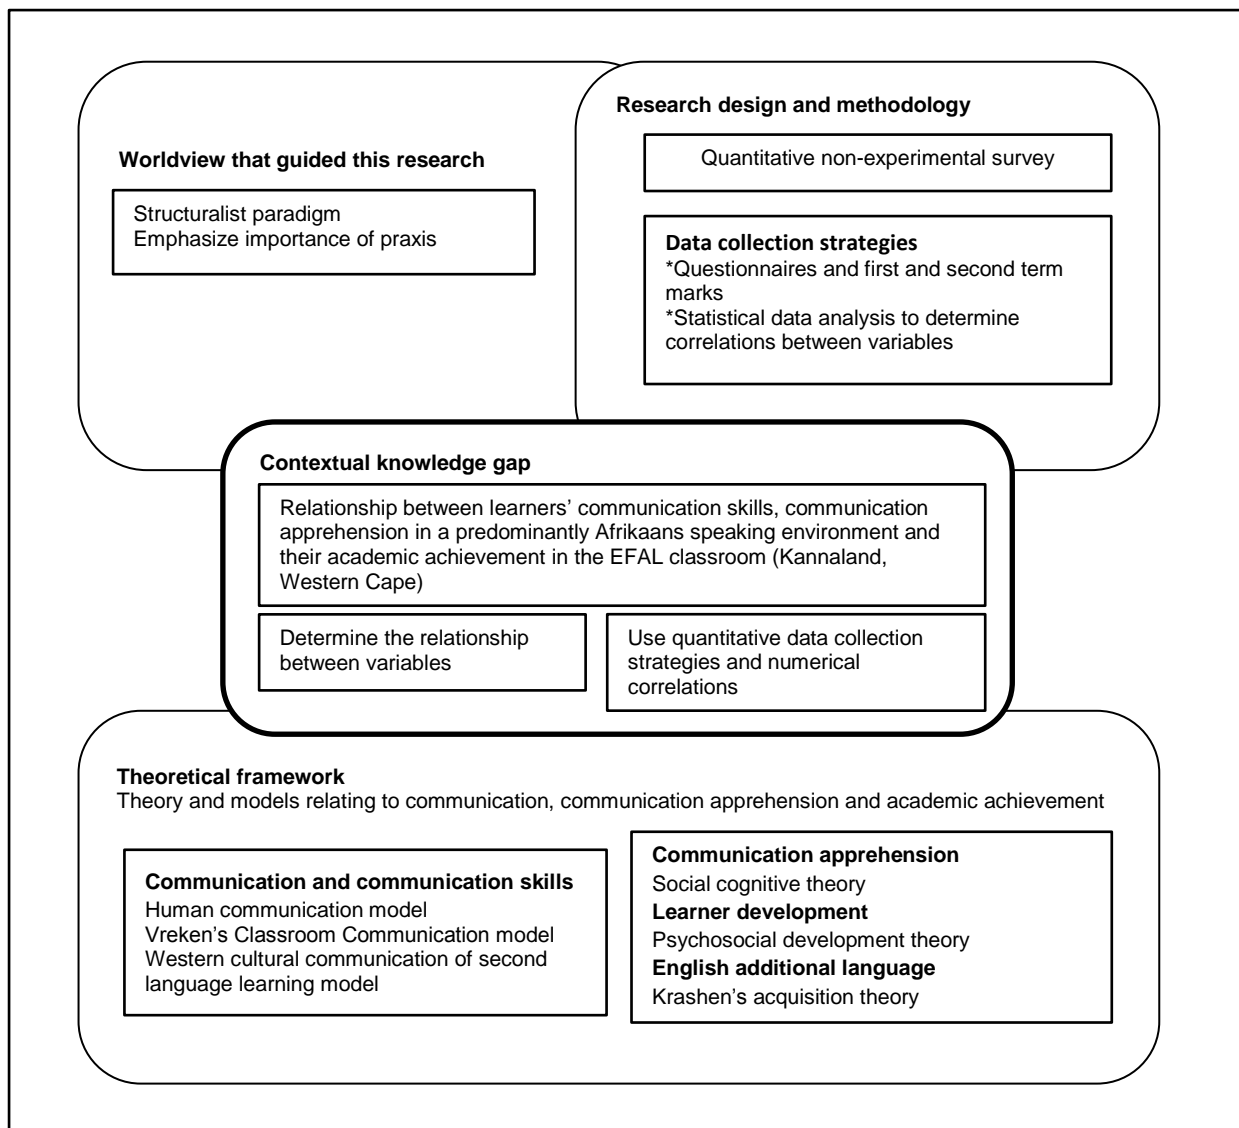 Worldview that guided this research
Structuralist paradigm
Emphasize importance of praxis
Research design and methodology
Quantitative non-experimental survey
Data collection strategies
*Questionnaires and first and second term
marks
*Statistical data analysis to determine
correlations between variables
Contextual knowledge gap
Relationship between learners’ communication skills, communication
apprehension in a predominantly Afrikaans speaking environment and
their academic achievement in the EFAL classroom (Kannaland,
Western Cape)
Determine the relationship
between variables
Use quantitative data collection
strategies and numerical
correlations
Theoretical framework
Theory and models relating to communication, communication apprehension and academic achievement
Communication and communication skills
Human communication model
Vreken’s Classroom Communication model
Western cultural communication of second
language learning model
Communication apprehension
Social cognitive theory
Learner development
Psychosocial development theory
English additional language
Krashen’s acquisition theory